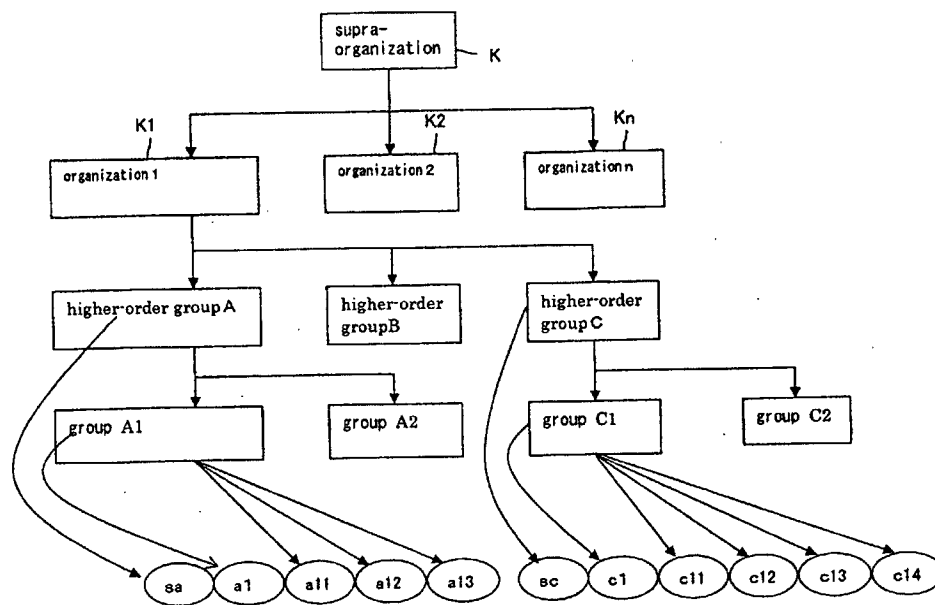 supra-
organization
K
K1
K2
Kn
organization 1
organization 2
organization n
higher-order group A
higher-order
group B
higher-order
group C
group A1
group A2
group C1
group C2
sa
a1
a11
a12
a13
sc
c1
c11
c12
c13
c14